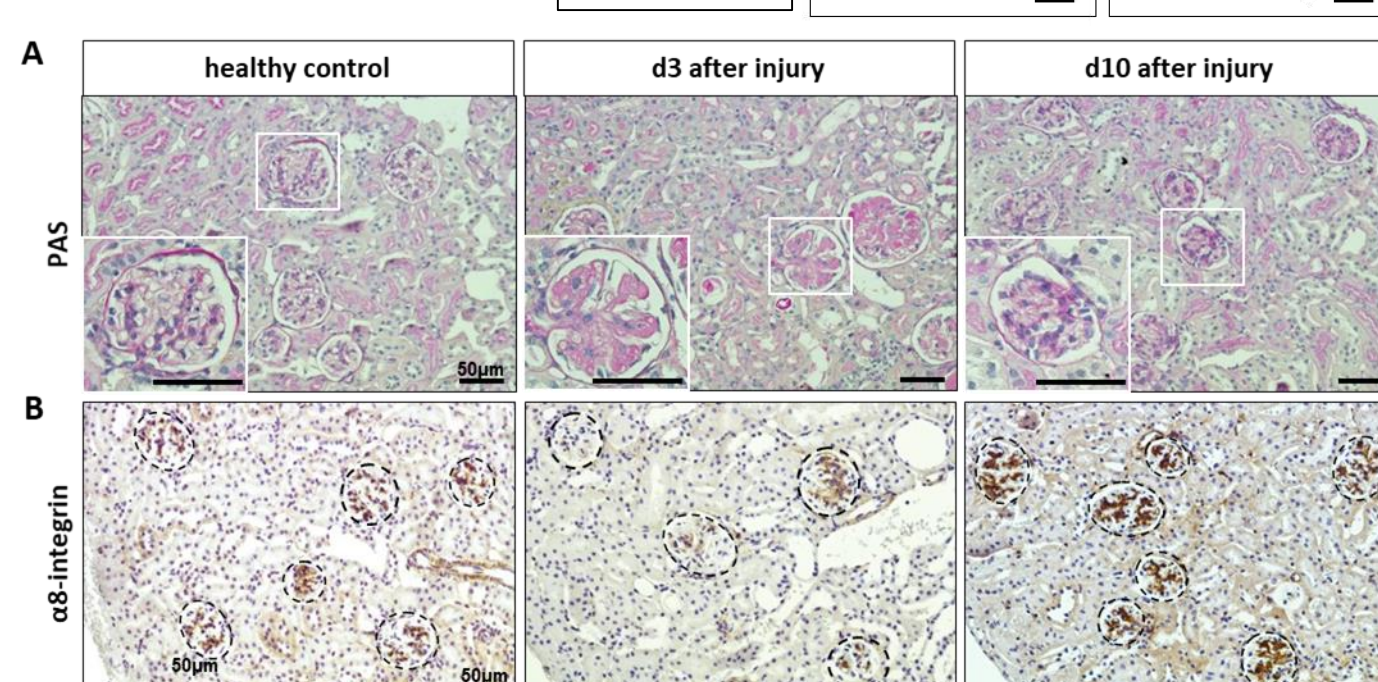 A
healthy control
d3 after injury
d10 after injury
PAS
50μm
B
α8-integrin
50μm
50μm